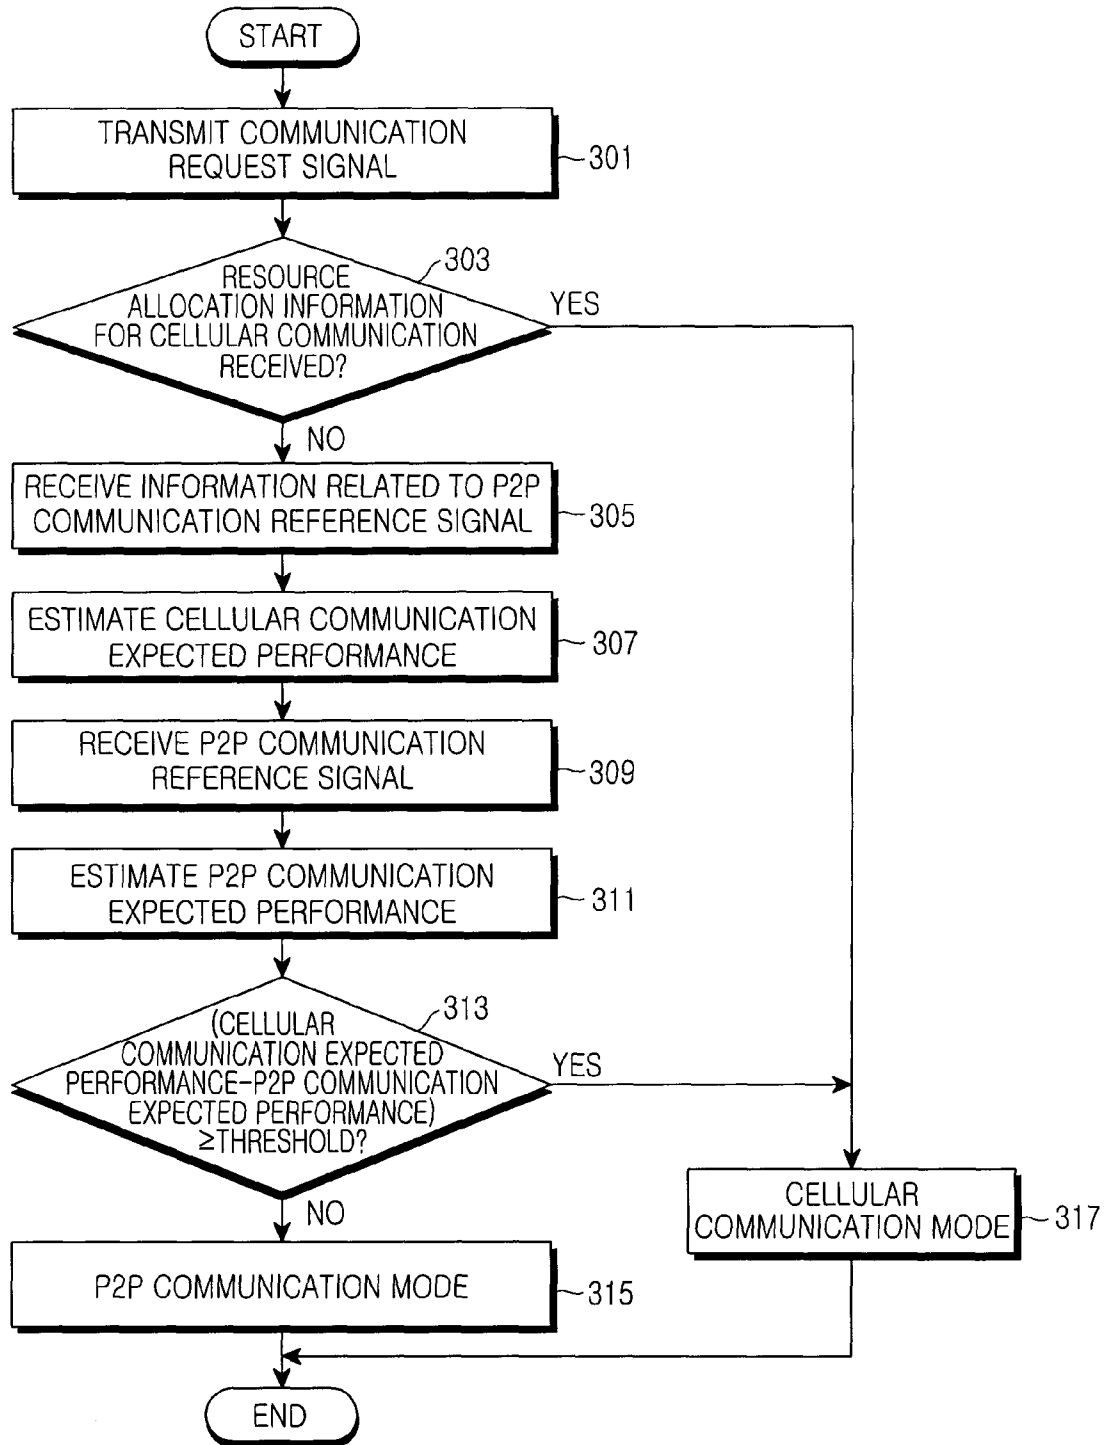 START
TRANSMIT COMMUNICATION
REQUEST SIGNAL
301
303
RESOURCE
ALLOCATION INFORMATION
FOR CELLULAR COMMUNICATION
RECEIVED?
YES
NO
RECEIVE INFORMATION RELATED TO P2P
COMMUNICATION REFERENCE SIGNAL
305
ESTIMATE CELLULAR COMMUNICATION
EXPECTED PERFORMANCE
307
RECEIVE P2P COMMUNICATION
REFERENCE SIGNAL
309
ESTIMATE P2P COMMUNICATION
EXPECTED PERFORMANCE
311
313
(CELLULAR
COMMUNICATION EXPECTED
PERFORMANCE-P2P COMMUNICATION
EXPECTED PERFORMANCE)
≥THRESHOLD?
YES
NO
CELLULAR
COMMUNICATION MODE
317
P2P COMMUNICATION MODE
315
END